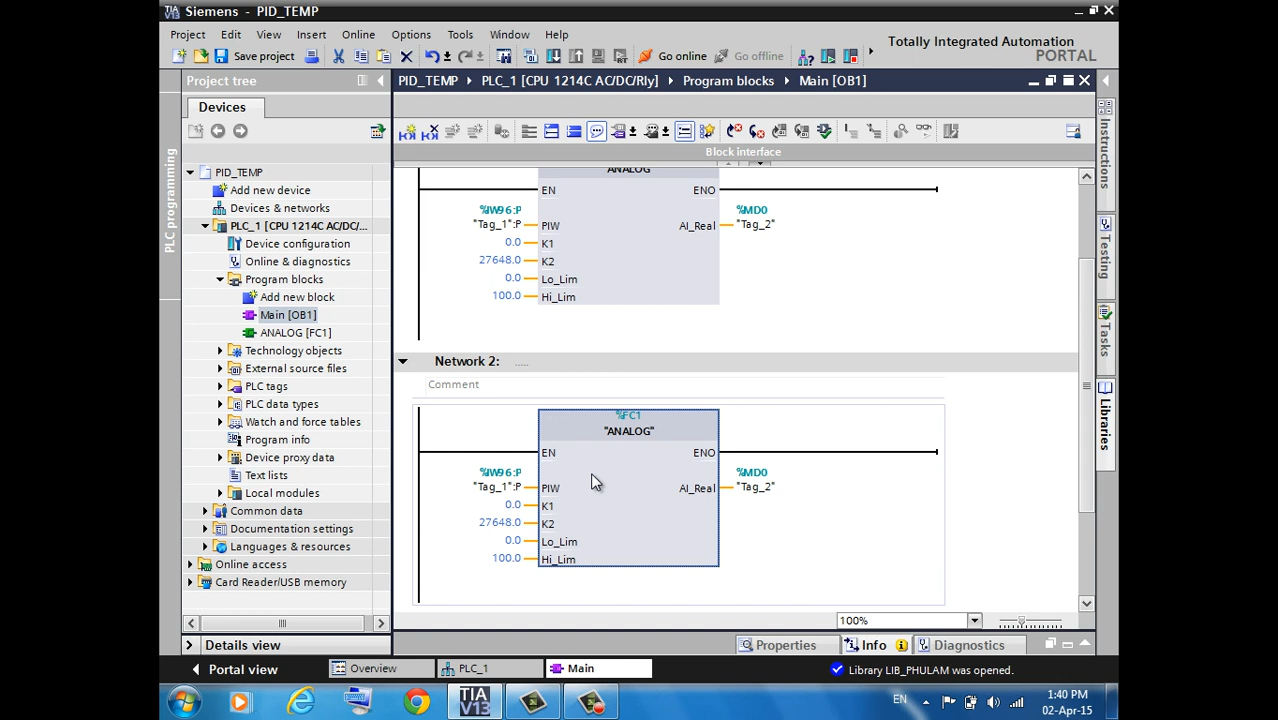 TIA
V13
Siemens - PID_TEMP
Project Edit View Insert Online Options Tools Window Help
Totally Integrated Automation
PORTAL
Save project
Go online
Go offline
Project tree
PID_TEMP
PLC_1 [CPU 1214C AC/DC/Rly]
Program blocks
Main [OB1]
Devices
PLC programming
PID_TEMP
Add new device
Devices & networks
PLC_1 [CPU 1214C AC/DC/...
Device configuration
Online & diagnostics
Program blocks
Add new block
Main [OB1]
ANALOG [FC1]
Technology objects
External source files
PLC tags
PLC data types
Watch and force tables
Program info
Device proxy data
Text lists
Local modules
Common data
Documentation settings
Languages & resources
Online access
Card Reader/USB memory
Details view
Block interface
ANALOG
EN ENO
%IW96:P
"Tag_1":P PIW
AI_Real
%MD0
"Tag_2"
0.0 K1
27648.0 K2
0.0 Lo_Lim
100.0 Hi_Lim
Network 2: .....
Comment
%FC1
"ANALOG"
EN ENO
%IW96:P
"Tag_1":P PIW
AI_Real
%MD0
"Tag_2"
0.0 K1
27648.0 K2
0.0 Lo_Lim
100.0 Hi_Lim
100%
Properties
Info
Diagnostics
Instructions
Testing
Tasks
Libraries
Portal view
Overview
PLC_1
Main
Library LIB_PHULAM was opened.
TIA
V13
EN
1:40 PM
02-Apr-15